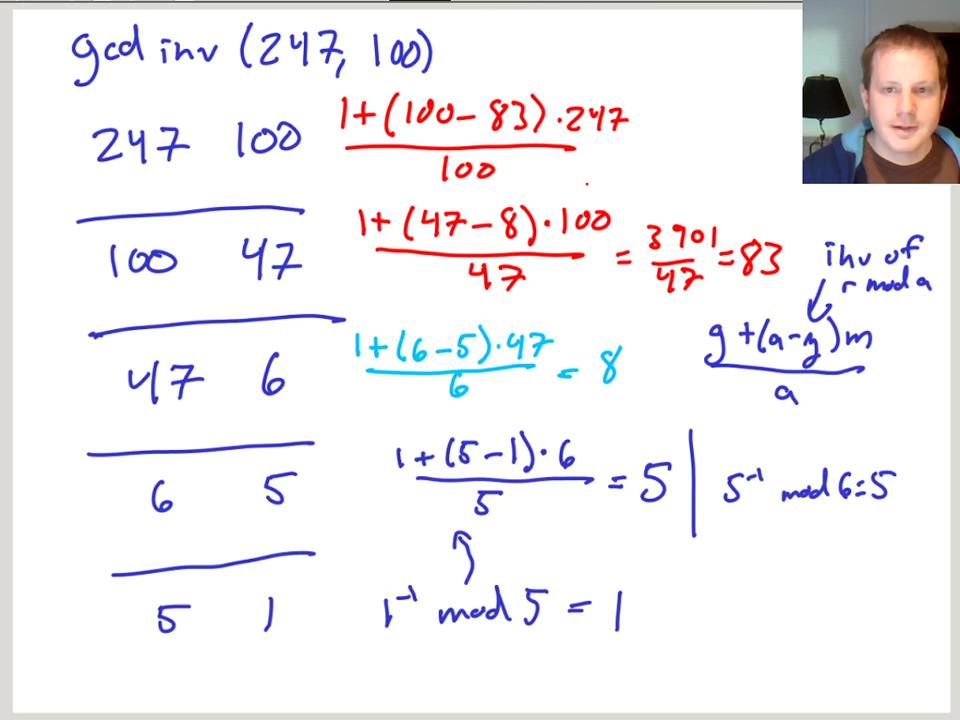 gcd inv (247, 100)
247 100 1+(100-83)·247
100
100 47 1+(47-8)·100 = 3901 = 83
47 47
inv of
r mod a
47 6 1+(6-5)·47 = 8
6
g+(a-y)m
a
6 5 1+(5-1)·6 = 5 | 5⁻¹ mod 6=5
5
5 1 1⁻¹ mod 5 = 1